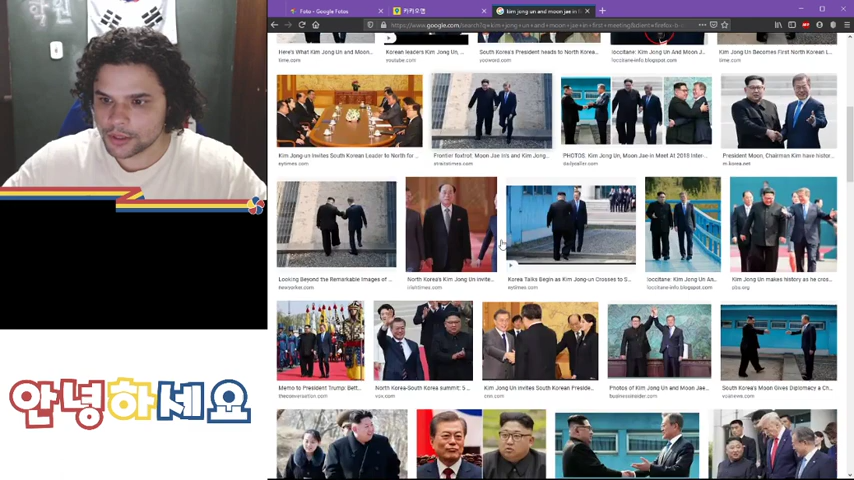 학원
Foto – Google Fotos
카카오맵
kim jong un and moon jae in f
https://www.google.com/search?q=kim+jong+un+and+moon+jae+in+first+meeting&client=firefox-b-
Here's What Kim Jong Un and Moon
Korean leaders Kim Jong Un,
South Korea's President heads to North Korea
loccitane: Kim Jong Un And Moon J
Kim Jong Un Becomes First North Korean L
time.com
youtube.com
yooword.com
loccitane-info.blogspot.com
time.com
Kim Jong-un Invites South Korean Leader to North for ...
Frontier foxtrot: Moon Jae In's and Kim Jong...
PHOTOS: Kim Jong Un, Moon Jae-in Meet At 2018 Inter-...
President Moon, Chairman Kim have histor...
nytimes.com
straitstimes.com
dailycaller.com
m.korea.net
Looking Beyond the Remarkable Images of ...
North Korea's Kim Jong Un invite...
Korea Talks Begin as Kim Jong-un Crosses to S...
loccitane: Kim Jong Un An...
Kim Jong Un makes history as he cros...
newyorker.com
irishtimes.com
nytimes.com
loccitane-info.blogspot.com
pbs.org
Memo to President Trump: Bett...
North Korea-South Korea summit: 5 ...
Kim Jong Un invites South Korean Preside...
Photos of Kim Jong Un and Moon Jae...
South Korea's Moon Gives Diplomacy a Ch...
theconversation.com
vox.com
cnn.com
businessinsider.com
voanews.com
안녕하세요